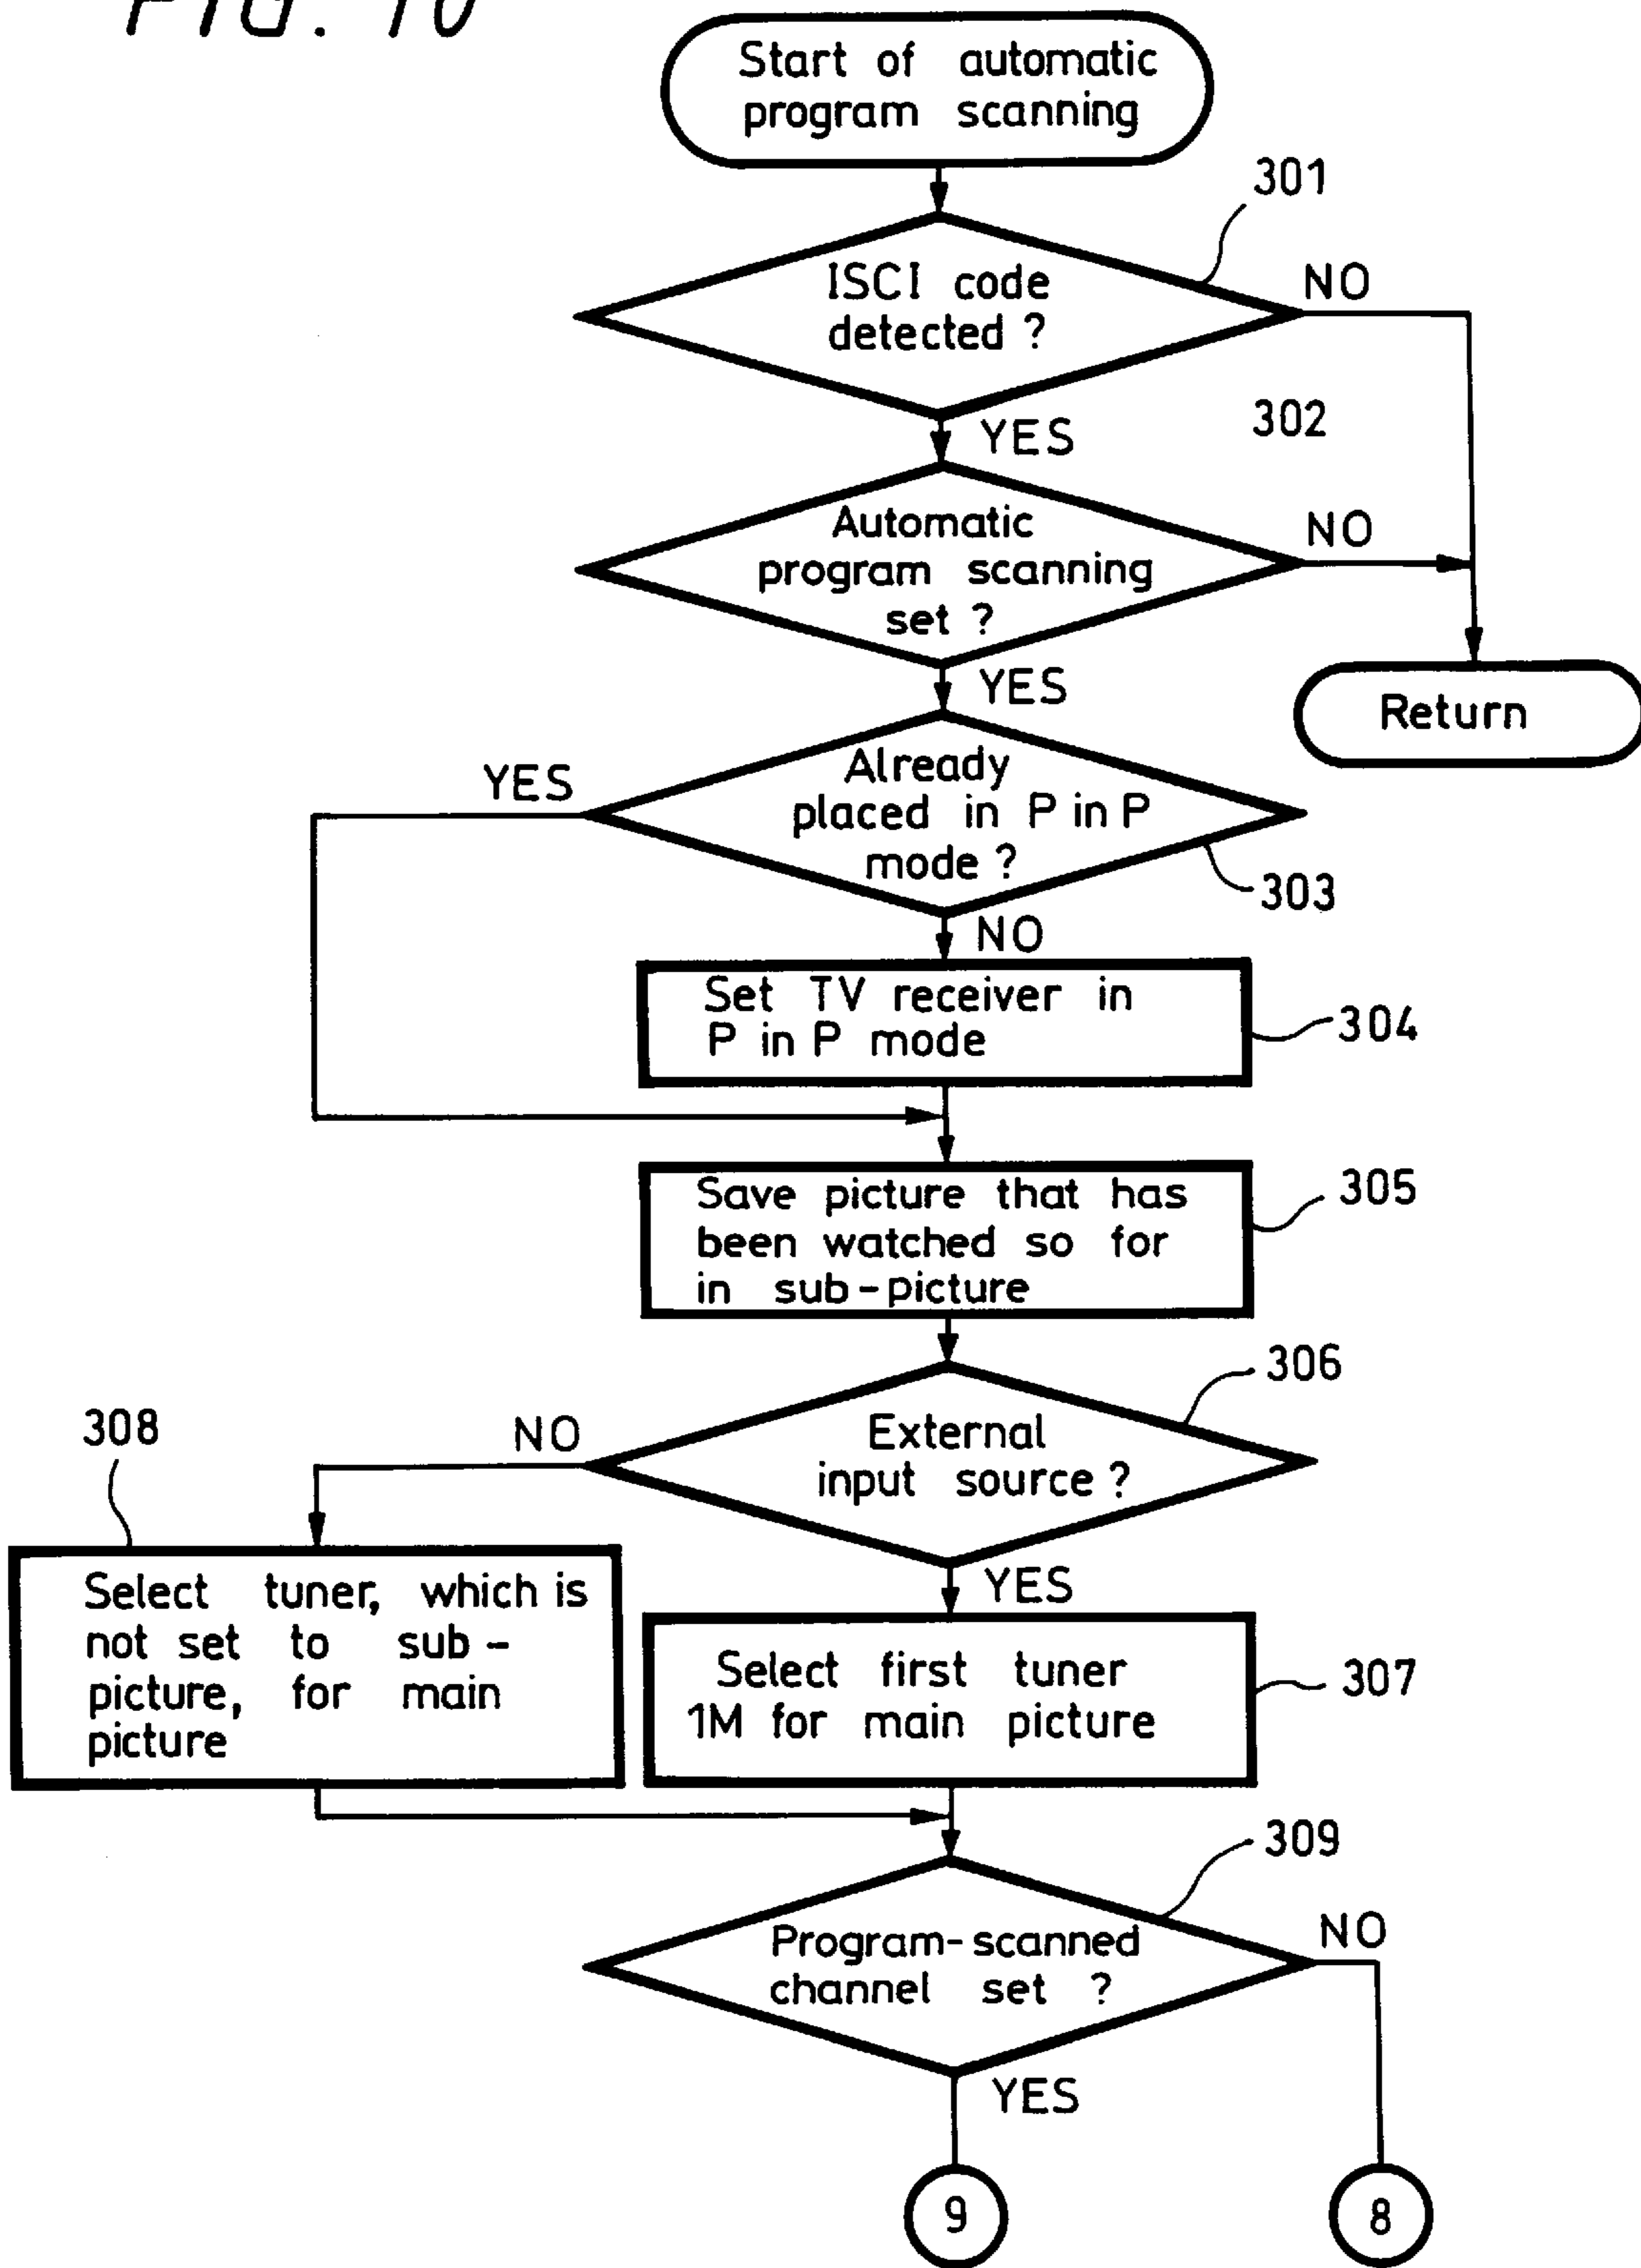 FIG. 10
Start of automatic
program scanning
301
ISCI code
detected ?
NO
YES
302
Automatic
program scanning
set ?
NO
YES
Return
Already
placed in P in P
mode ?
YES
303
NO
Set TV receiver in
P in P mode
304
Save picture that has
been watched so for
in sub-picture
305
306
External
input source ?
NO
308
YES
Select tuner, which is
not set to sub-
picture, for main
picture
Select first tuner
1M for main picture
307
309
Program-scanned
channel set ?
NO
YES
9
8